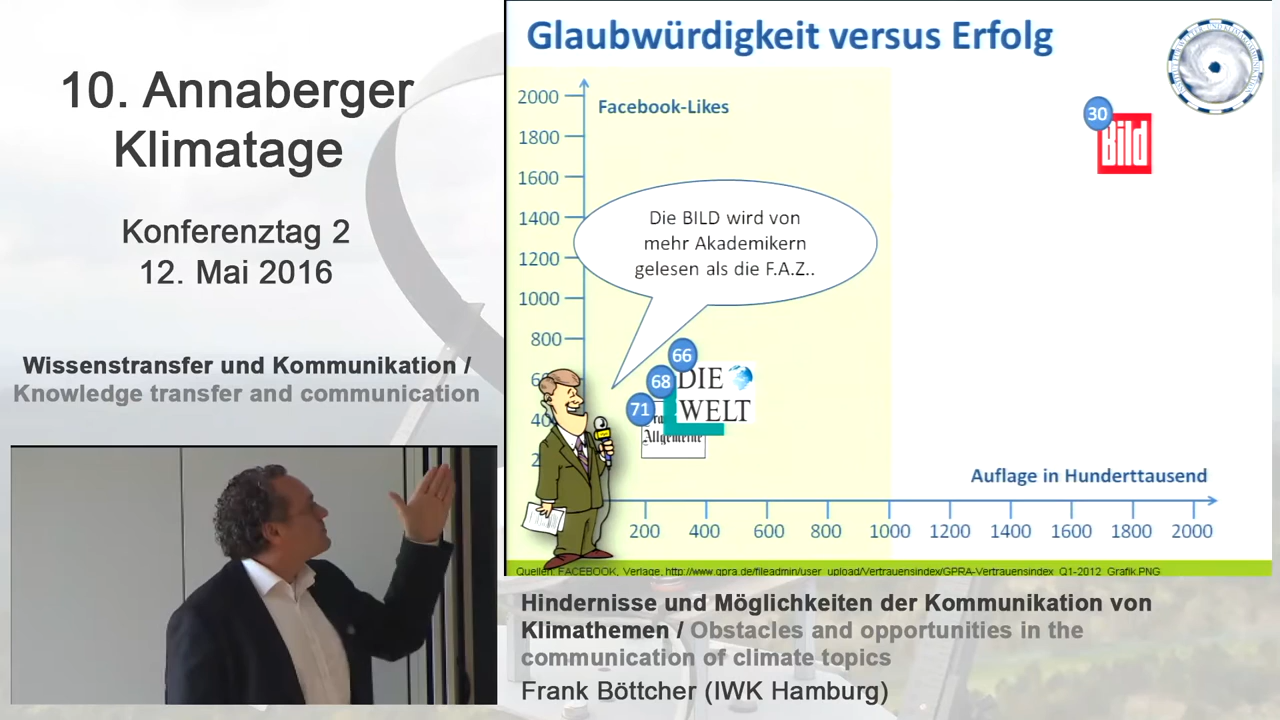 10. Annaberger
Klimatage
Konferenztag 2
12. Mai 2016
Wissenstransfer und Kommunikation /
Knowledge transfer and communication
Glaubwürdigkeit versus Erfolg
2000
1800
1600
1400
1200
1000
800
Facebook-Likes
30
Bild
Die BILD wird von
mehr Akademikern
gelesen als die F.A.Z..
66
68
71
DIE
WELT
Allgemeine
Auflage in Hunderttausend
200 400 600 800 1000 1200 1400 1600 1800 2000
Quellen: FACEBOOK, Verlage, http://www.gpra.de/fileadmin/user_upload/Vertrauensindex/GPRA-Vertrauensindex_Q1-2012_Grafik.PNG
Hindernisse und Möglichkeiten der Kommunikation von
Klimathemen / Obstacles and opportunities in the
communication of climate topics
Frank Böttcher (IWK Hamburg)